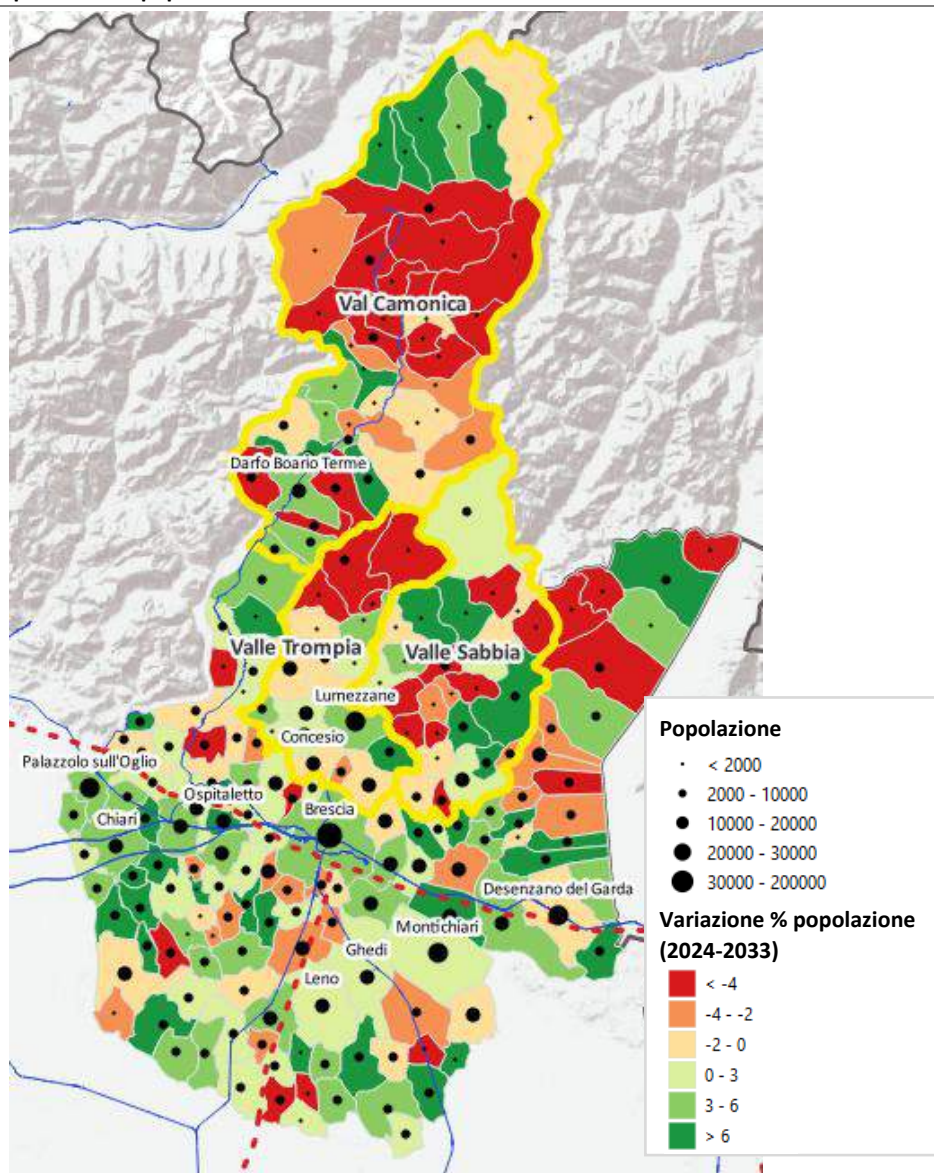 Val Camonica
Darfo Boario Terme
Valle Trompia
Valle Sabbia
Lumezzane
Concesio
Palazzolo sull'Oglio
Ospitaletto
Chiari
Brescia
Desenzano del Garda
Montichiari
Ghedi
Leno
Popolazione
< 2000
2000 - 10000
10000 - 20000
20000 - 30000
30000 - 200000
Variazione % popolazione
(2024-2033)
< -4
-4 - -2
-2 - 0
0 - 3
3 - 6
> 6